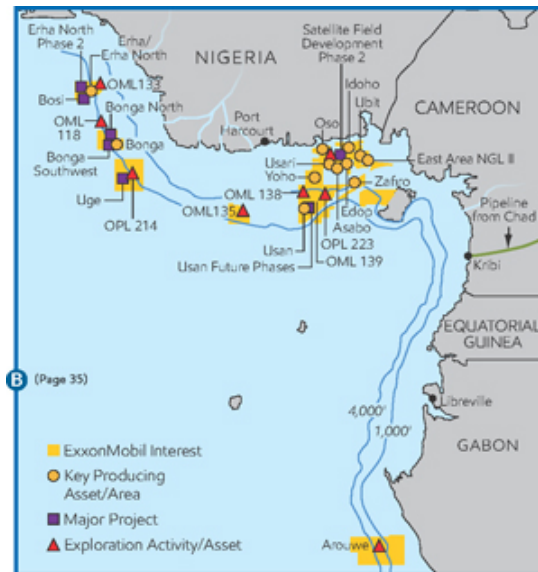 Erha North
Phase 2
Erha/
Erha North
NIGERIA
Satellite Field
Development
Phase 2
OML133
Bosi
Bonga North
OML
118
Bonga
Bonga
Southwest
Port
Harcourt
Idoho
Ubit
Oso
CAMEROON
Usari
Yoho
East Area NGL II
Uge
OPL 214
OML 138
OML135
Zafiro
Edop
Asabo
Usan
OPL 223
Usan Future Phases
OML 139
Pipeline
from Chad
Kribi
EQUATORIAL
GUINEA
B
(Page 35)
4,000'
1,000'
Libreville
GABON
ExxonMobil Interest
Key Producing
Asset/Area
Major Project
Exploration Activity/Asset
Arouwe